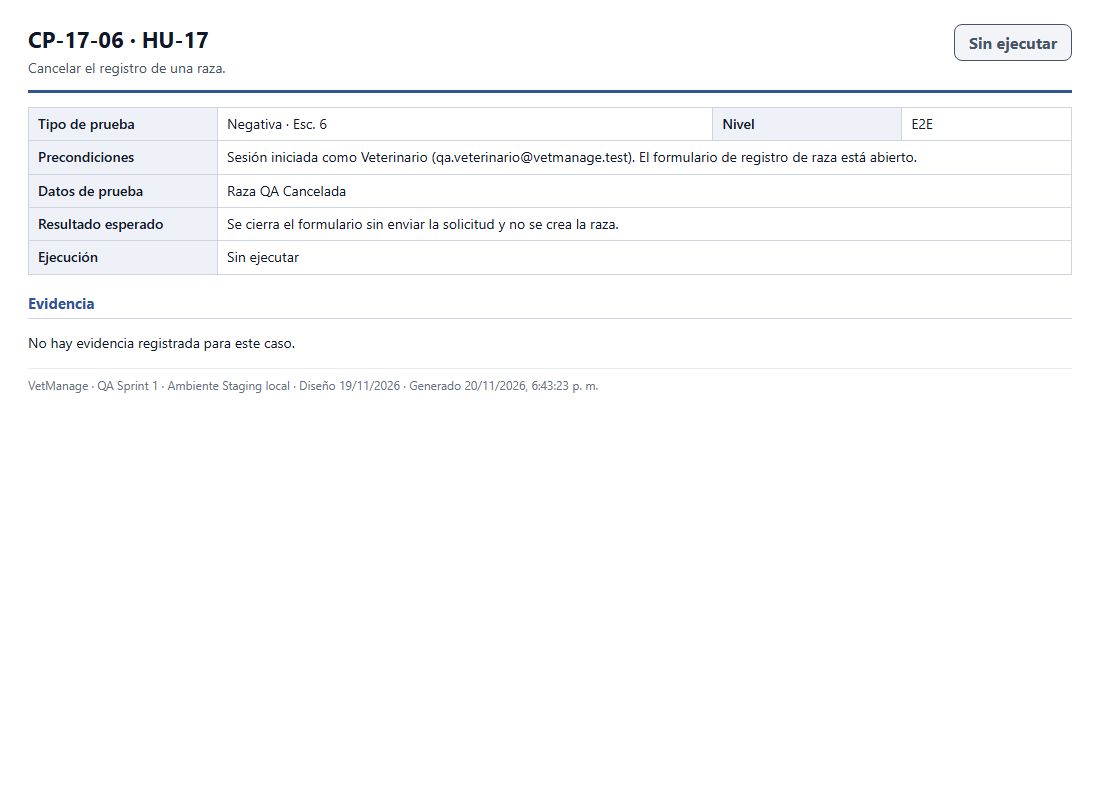 CP-17-06 · HU-17
Sin ejecutar
Cancelar el registro de una raza.
Tipo de prueba Negativa · Esc. 6 Nivel E2E
Precondiciones Sesión iniciada como Veterinario (qa.veterinario@vetmanage.test). El formulario de registro de raza está abierto.
Datos de prueba Raza QA Cancelada
Resultado esperado Se cierra el formulario sin enviar la solicitud y no se crea la raza.
Ejecución Sin ejecutar
Evidencia
No hay evidencia registrada para este caso.
VetManage · QA Sprint 1 · Ambiente Staging local · Diseño 19/11/2026 · Generado 20/11/2026, 6:43:23 p. m.